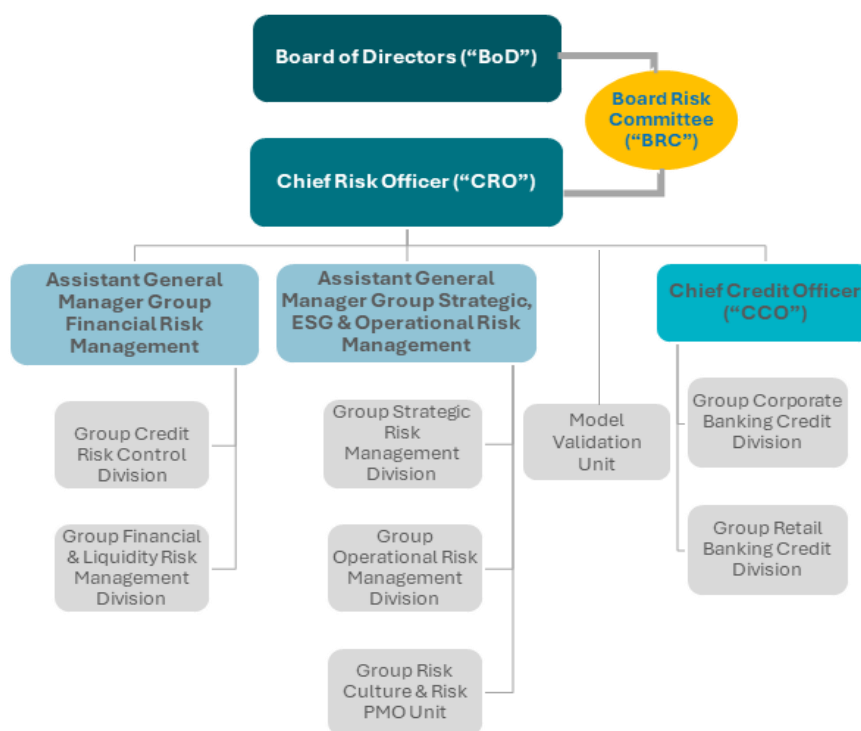 Board of Directors (“BoD”)
Board Risk
Committee
(“BRC”)
Chief Risk Officer (“CRO”)
Assistant General
Manager Group
Financial Risk
Management
Assistant General
Manager Group Strategic,
ESG & Operational Risk
Management
Chief Credit Officer
(“CCO”)
Group Credit
Risk Control
Division
Group Financial
& Liquidity Risk
Management
Division
Group Strategic
Risk
Management
Division
Group
Operational Risk
Management
Division
Group Risk
Culture & Risk
PMO Unit
Model
Validation
Unit
Group Corporate
Banking Credit
Division
Group Retail
Banking Credit
Division